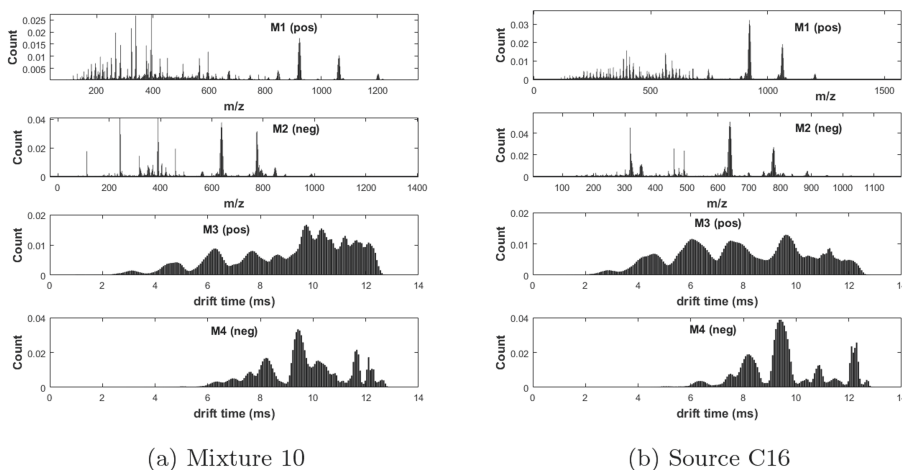 0.025
0.02
0.015
0.01
0.005
Count
M1 (pos)
200 400 600 800 1000 1200
m/z
0.04
0.02
0
Count
M2 (neg)
0 200 400 600 800 1000 1200 1400
m/z
0.02
0.01
0
Count
M3 (pos)
0 2 4 6 8 10 12 14
drift time (ms)
0.04
0.02
0
Count
M4 (neg)
0 2 4 6 8 10 12 14
drift time (ms)
(a) Mixture 10
0.03
0.02
0.01
0
Count
M1 (pos)
0 500 1000 1500
m/z
0.04
0.02
0
Count
M2 (neg)
100 200 300 400 500 600 700 800 900 1000 1100
m/z
0.02
0.01
0
Count
M3 (pos)
0 2 4 6 8 10 12 14
drift time (ms)
0.04
0.02
0
Count
M4 (neg)
0 2 4 6 8 10 12 14
drift time (ms)
(b) Source C16